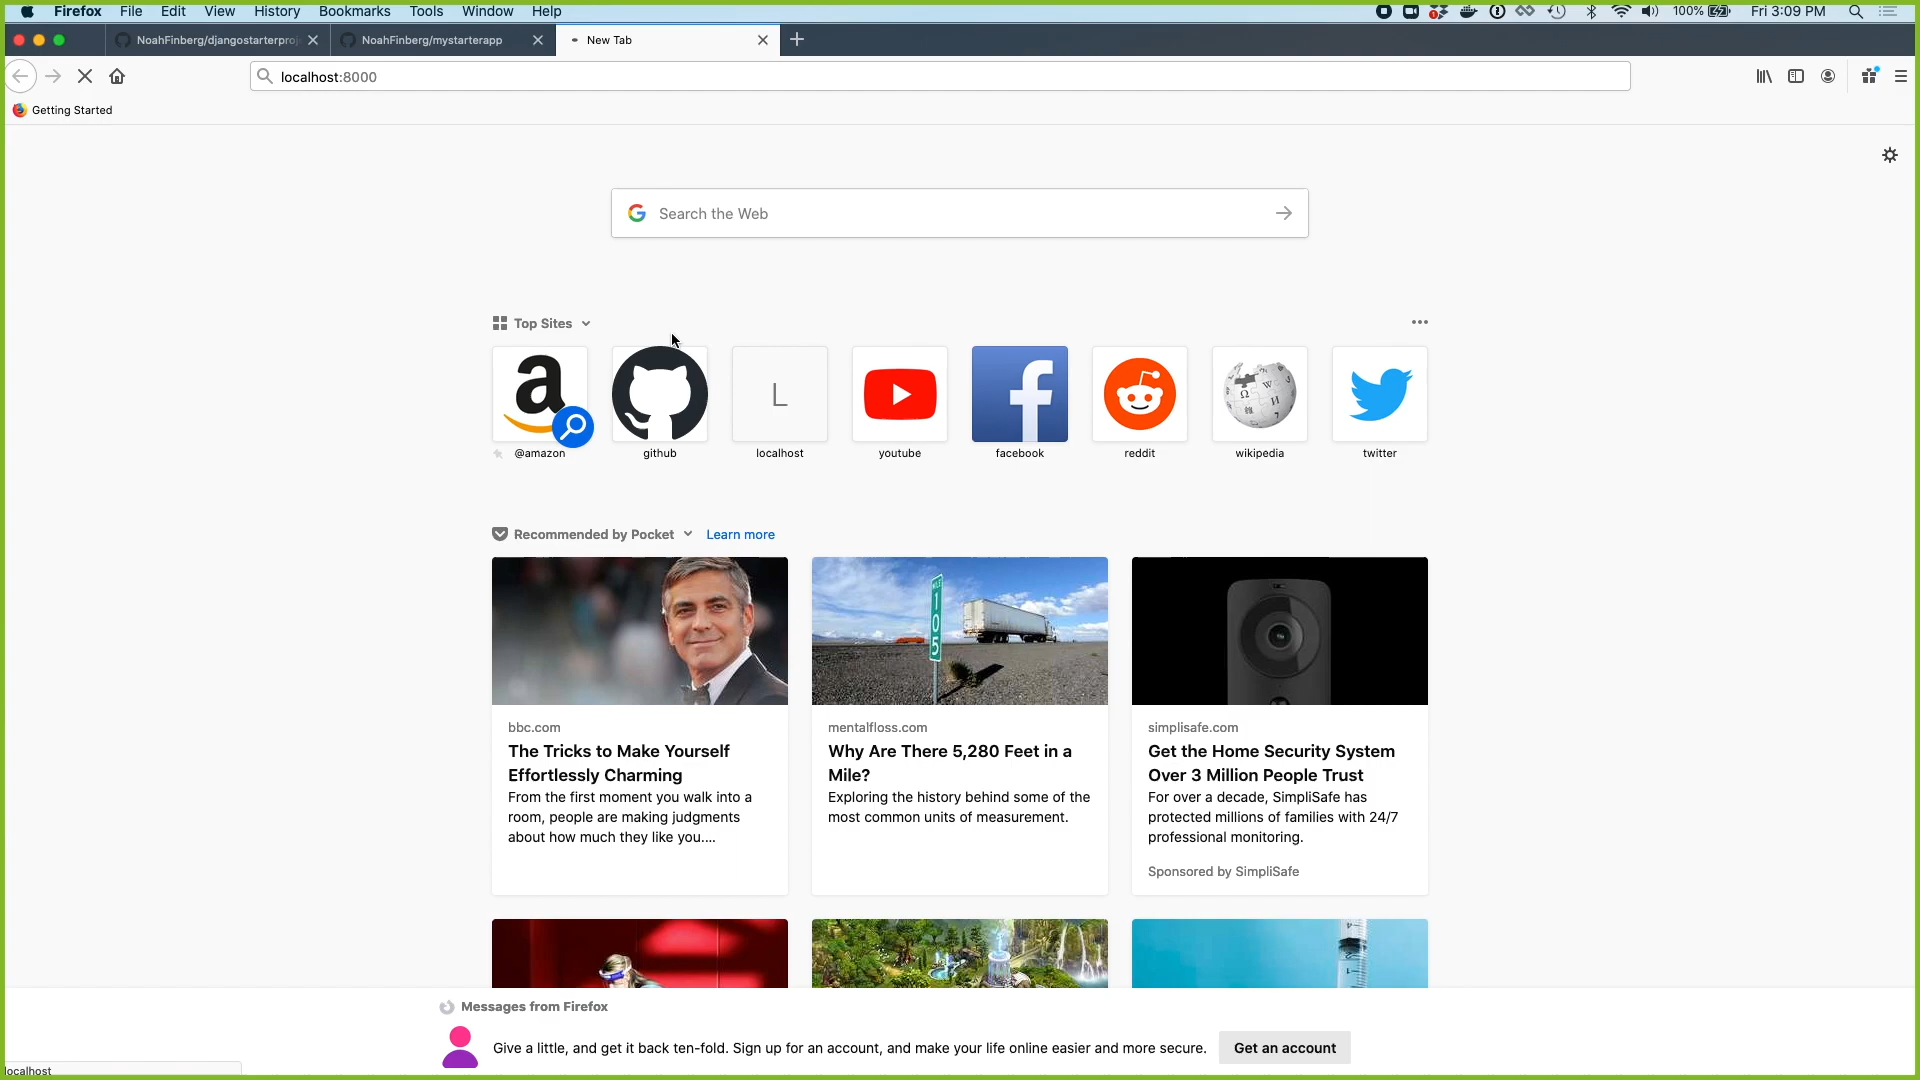 Firefox File Edit View History Bookmarks Tools Window Help 100% Fri 3:09 PM
NoahFinberg/djangostarterproj NoahFinberg/mystarterapp New Tab
localhost:8000
Getting Started
Search the Web
Top Sites
L
@amazon github localhost youtube facebook reddit wikipedia twitter
Recommended by Pocket Learn more
MILE
105
bbc.com
The Tricks to Make Yourself
Effortlessly Charming
From the first moment you walk into a
room, people are making judgments
about how much they like you....
mentalfloss.com
Why Are There 5,280 Feet in a
Mile?
Exploring the history behind some of the
most common units of measurement.
simplisafe.com
Get the Home Security System
Over 3 Million People Trust
For over a decade, SimpliSafe has
protected millions of families with 24/7
professional monitoring.
Sponsored by SimpliSafe
Messages from Firefox
Give a little, and get it back ten-fold. Sign up for an account, and make your life online easier and more secure. Get an account
localhost